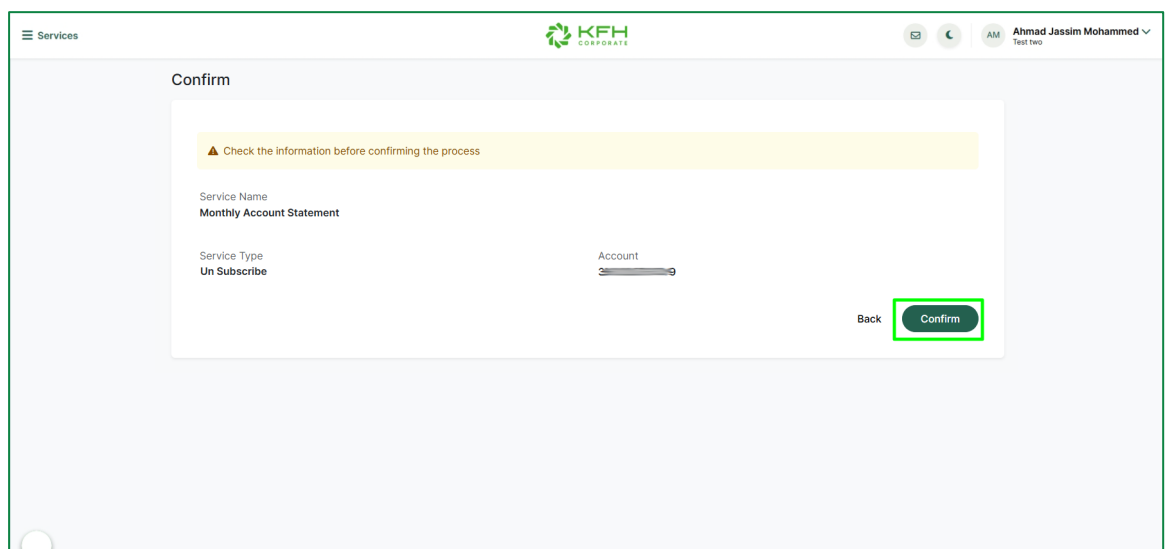 Services
KFH
CORPORATE
AM
Ahmad Jassim Mohammed
Test two
Confirm
Check the information before confirming the process
Service Name
Monthly Account Statement
Service Type
Account
Un Subscribe
Back
Confirm